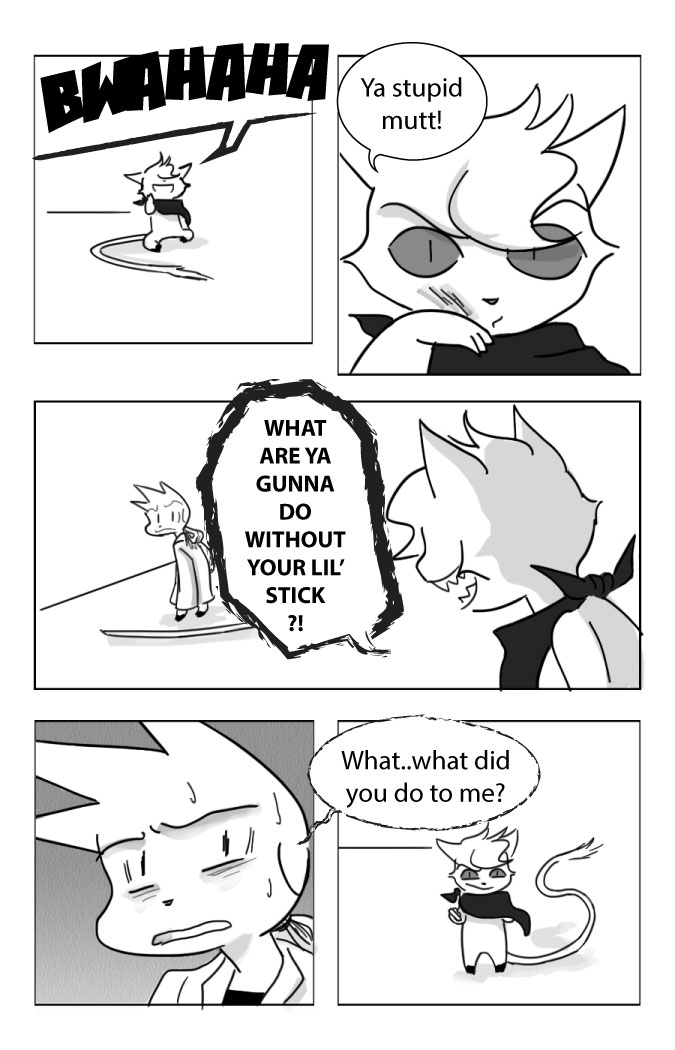 BWAHAHA
Ya stupid
mutt!
WHAT
ARE YA
GUNNA
DO
WITHOUT
YOUR LIL'
STICK
?!
What..what did
you do to me?